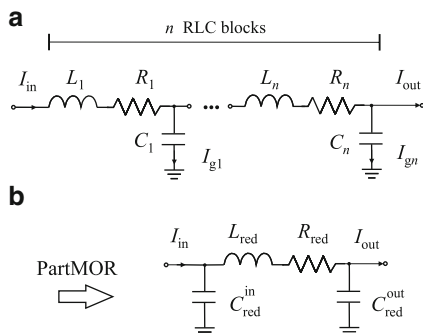 a
n RLC blocks
I_in L_1 R_1 L_n R_n I_out
C_1 I_g1 C_n I_gn
b
I_in L_red R_red I_out
PartMOR
C_red^in C_red^out